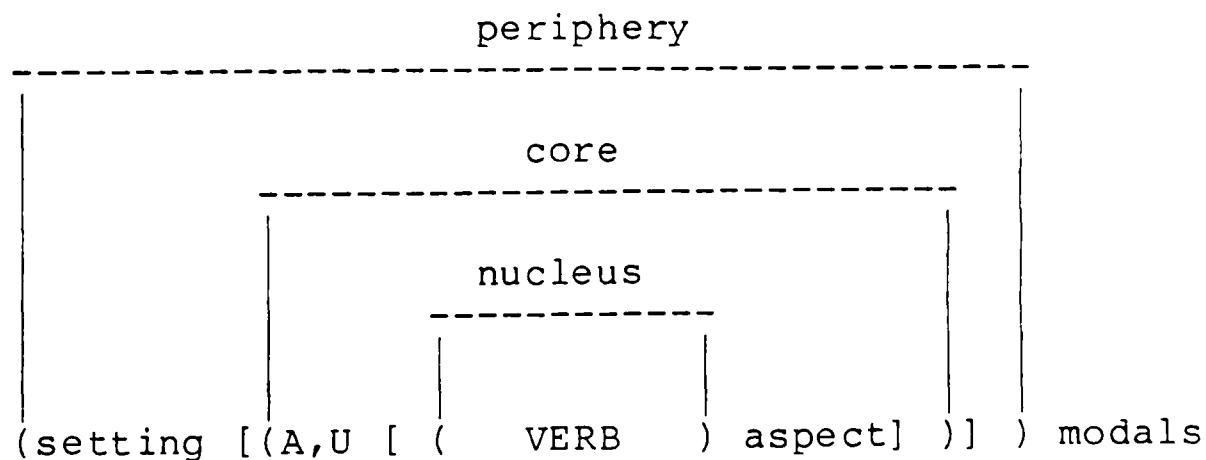 periphery
core
nucleus
(setting [(A,U [ ( VERB ) aspect] )] ) modals